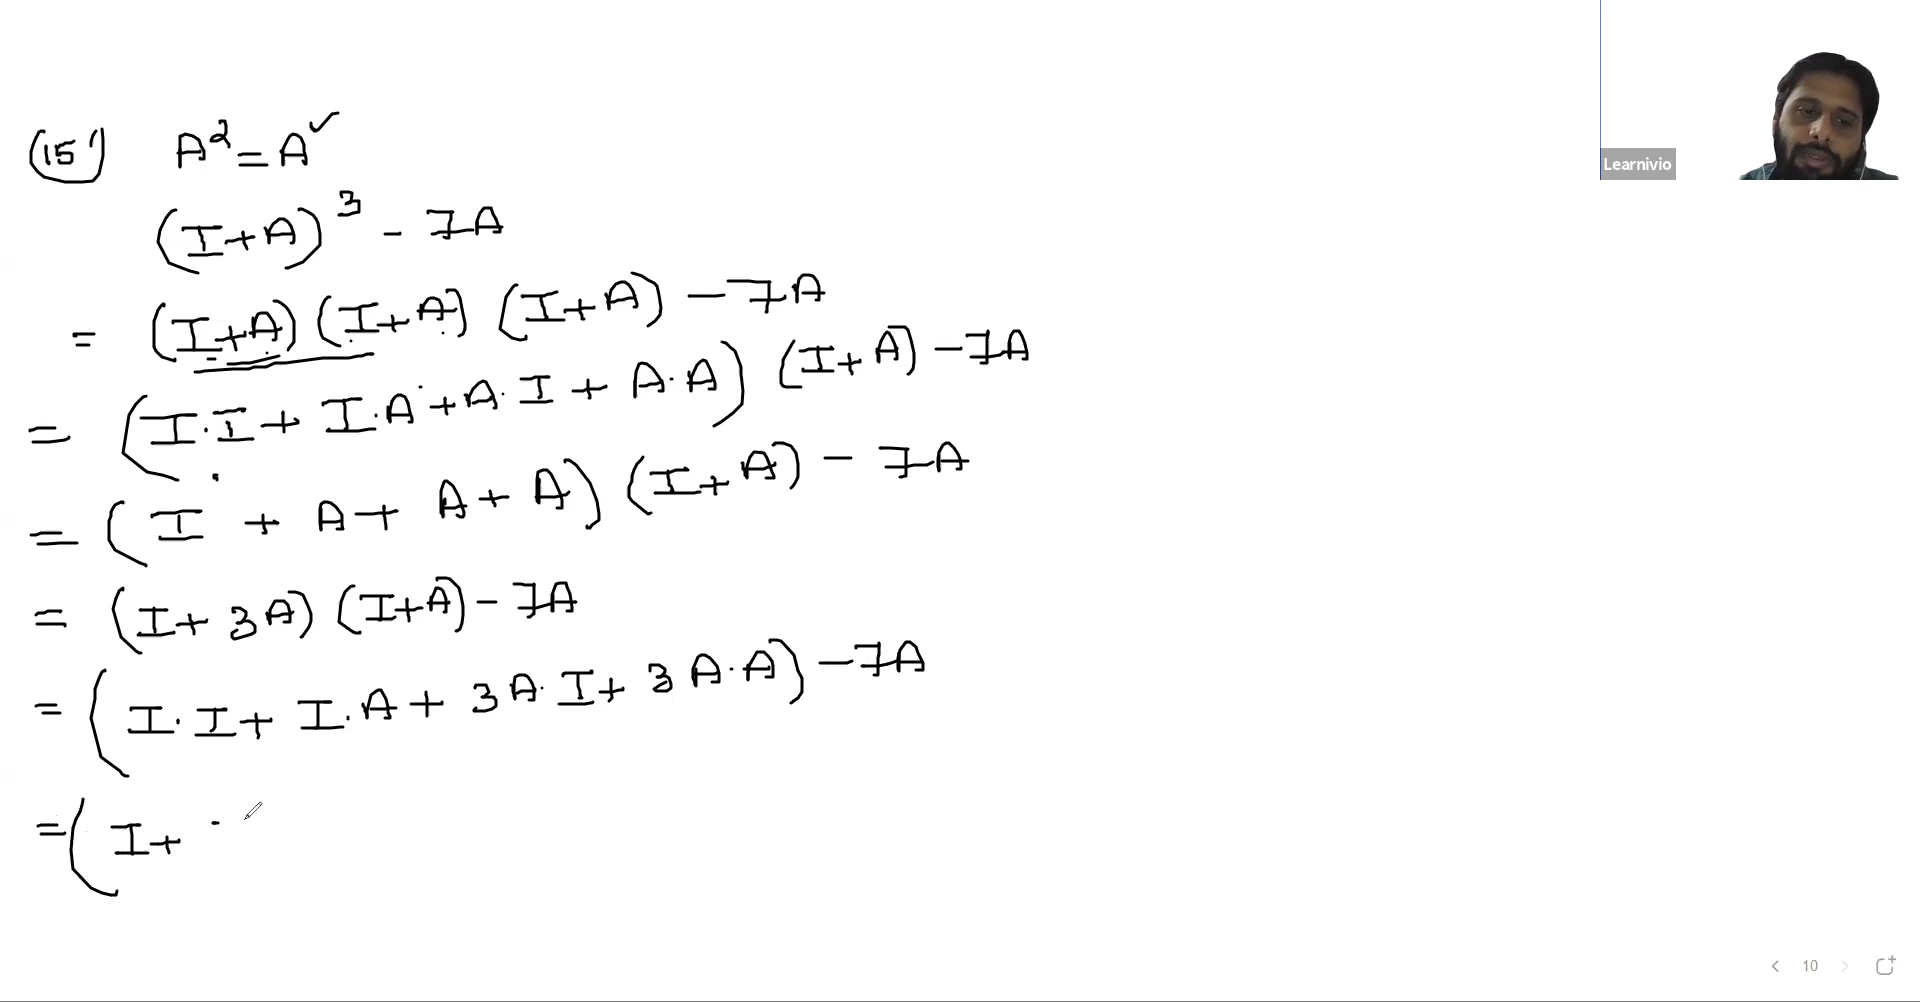 (15) A² = A ✓
(I+A)³ - 7A
= (I+A) (I+A) (I+A) - 7A
= (I·I + I·A + A·I + A·A) (I+A) - 7A
= (I + A + A + A) (I+A) - 7A
= (I + 3A) (I+A) - 7A
= (I·I + I·A + 3A·I + 3A·A) - 7A
= (I+
Learnivio
10